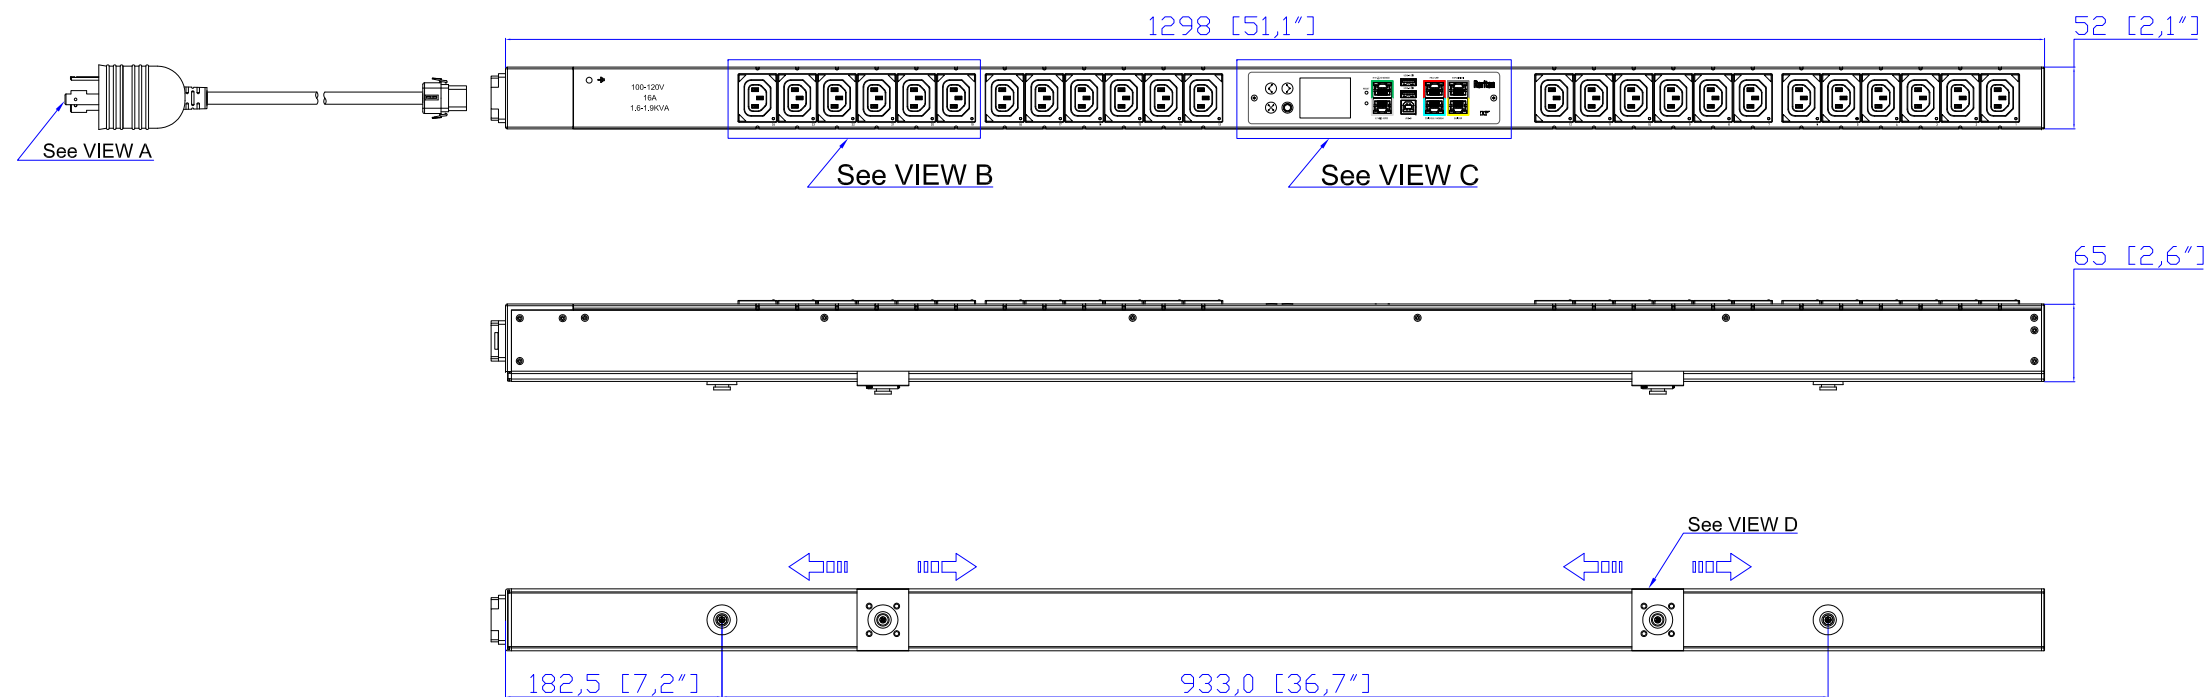 1298 [51,1"]
52 [2,1"]
100-120V
16A
1.6-1.9KVA
Raritan
See VIEW A
See VIEW B
See VIEW C
65 [2,6"]
See VIEW D
182,5 [7,2"]
933,0 [36,7"]